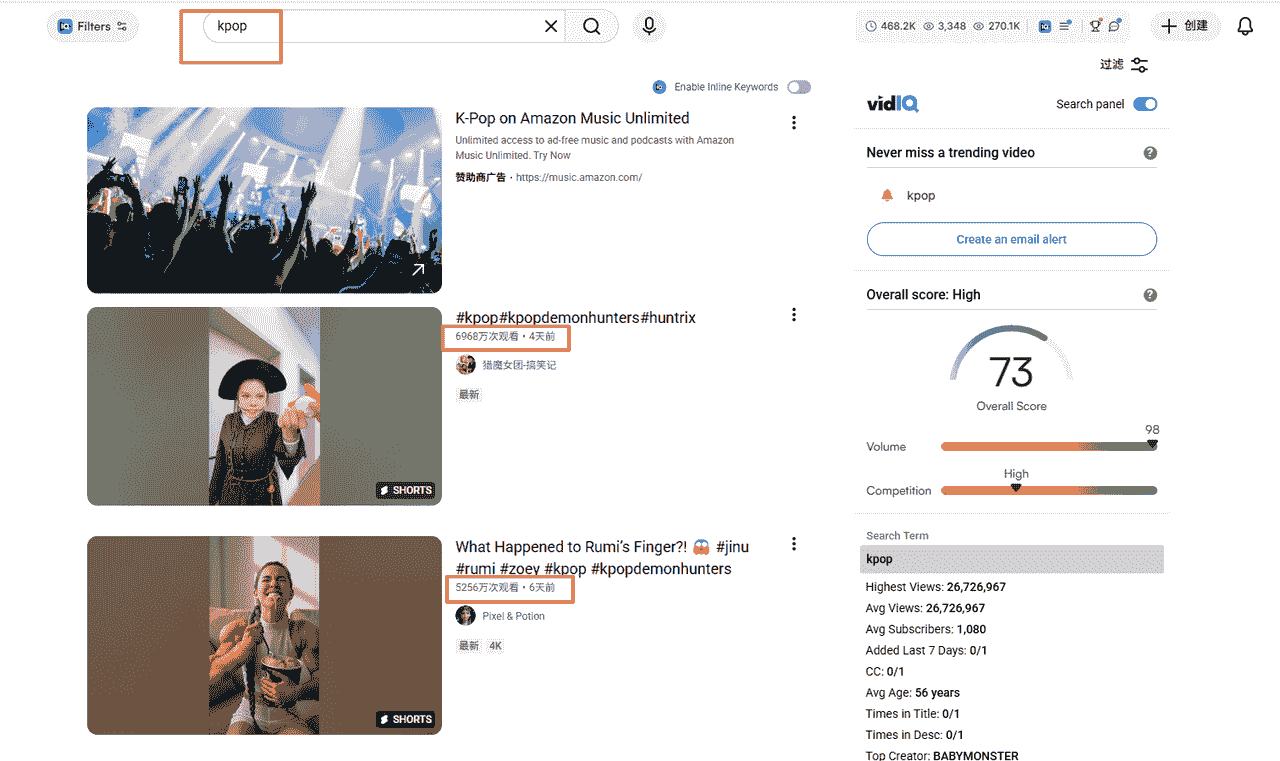 Filters
kpop
468.2K
3,348
270.1K
创建
过滤
Enable Inline Keywords
K-Pop on Amazon Music Unlimited
Unlimited access to ad-free music and podcasts with Amazon
Music Unlimited. Try Now
赞助商广告 · https://music.amazon.com/
#kpop#kpopdemonhunters#huntrix
6968万次观看 · 4天前
猎魔女团-搞笑记
最新
SHORTS
What Happened to Rumi’s Finger?! 😱 #jinu
#rumi #zoey #kpop #kpopdemonhunters
5256万次观看 · 6天前
Pixel & Potion
最新 4K
SHORTS
vidIQ
Search panel
Never miss a trending video
kpop
Create an email alert
Overall score: High
73
Overall Score
98
Volume
High
Competition
Search Term
kpop
Highest Views: 26,726,967
Avg Views: 26,726,967
Avg Subscribers: 1,080
Added Last 7 Days: 0/1
CC: 0/1
Avg Age: 56 years
Times in Title: 0/1
Times in Desc: 0/1
Top Creator: BABYMONSTER